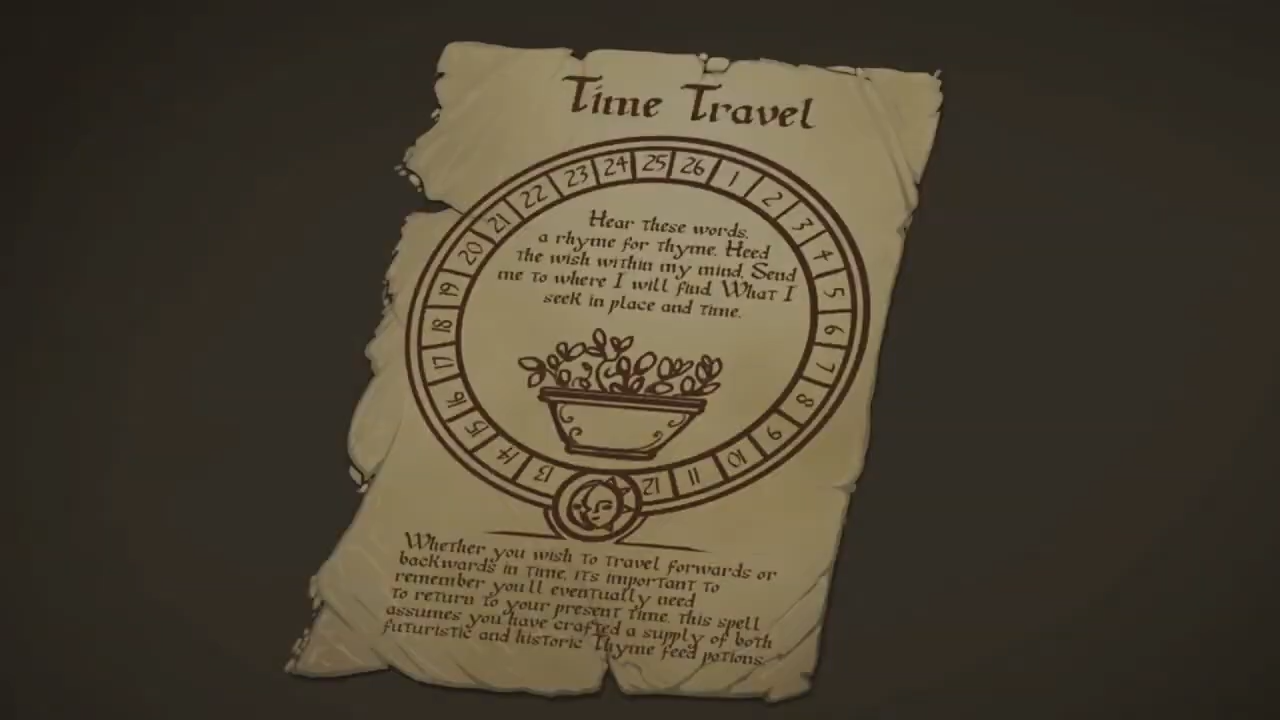 Time Travel
24 25 26
23 1
22 2
21 3
20 4
19 5
18 6
17 7
16 8
15 9
14 10
13 12 11
Hear these words,
a rhyme for thyme. Heed
the wish within my mind. Send
me to where I will find What I
seek in place and time.
Whether you wish to travel forwards or
backwards in time, it's important to
remember you'll eventually need
to return to your present time. this spell
assumes you have crafted a supply of both
futuristic and historic Thyme feed potions.